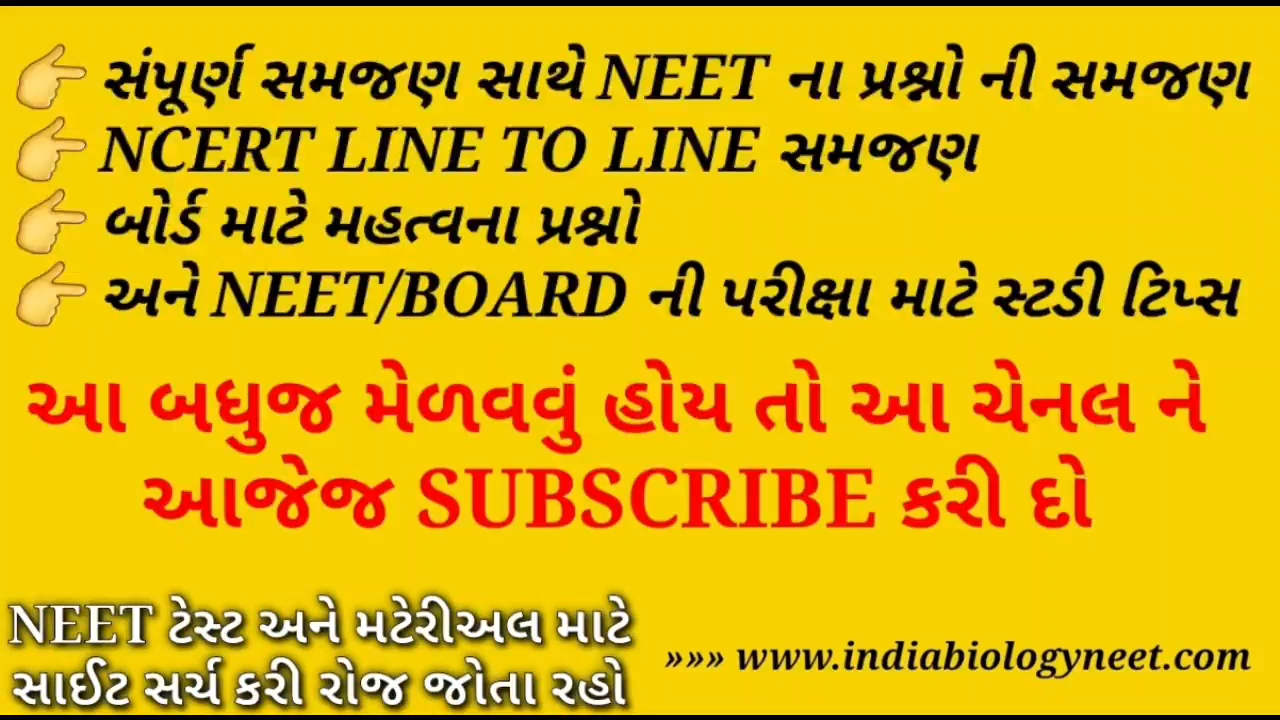 👉 સંપૂર્ણ સમજણ સાથે NEET ના પ્રશ્નો ની સમજણ
👉 NCERT LINE TO LINE સમજણ
👉 બોર્ડ માટે મહત્વના પ્રશ્નો
👉 અને NEET/BOARD ની પરીક્ષા માટે સ્ટડી ટિપ્સ
આ બધુજ મેળવવું હોય તો આ ચેનલ ને
આજેજ SUBSCRIBE કરી દો
NEET ટેસ્ટ અને મટેરીઅલ માટે
સાઈટ સર્ચ કરી રોજ જોતા રહો
»»» www.indiabiologyneet.com